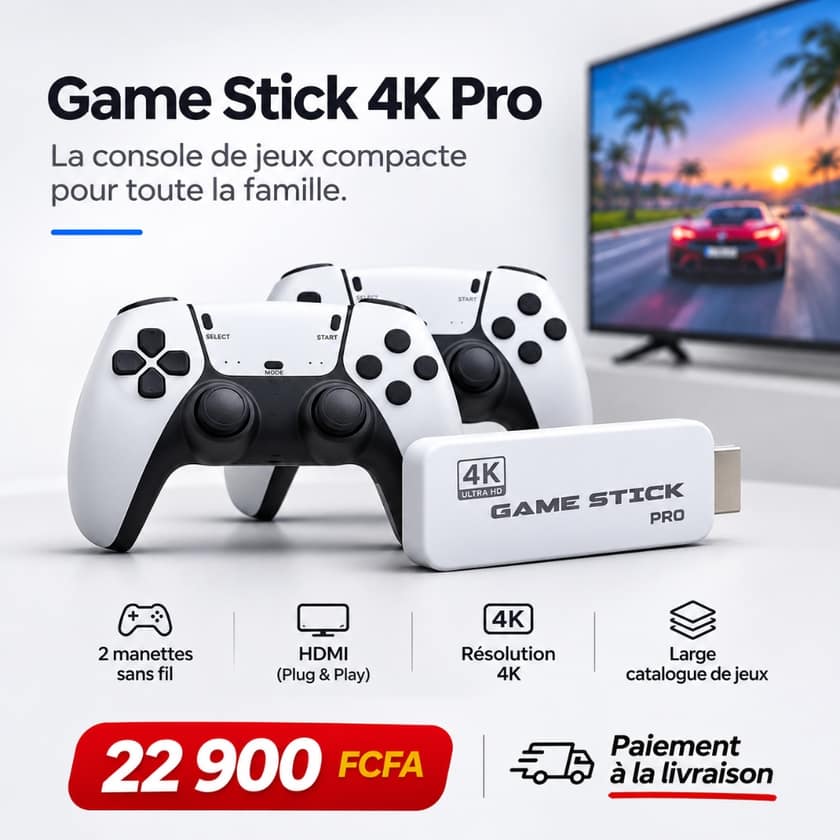 Game Stick 4K Pro
La console de jeux compacte
pour toute la famille.
SELECT
START
MODE
SELECT
START
4K
ULTRA HD
GAME STICK
PRO
2 manettes
sans fil
HDMI
(Plug & Play)
4K
Résolution
4K
Large
catalogue de jeux
22 900 FCFA
Paiement
à la livraison